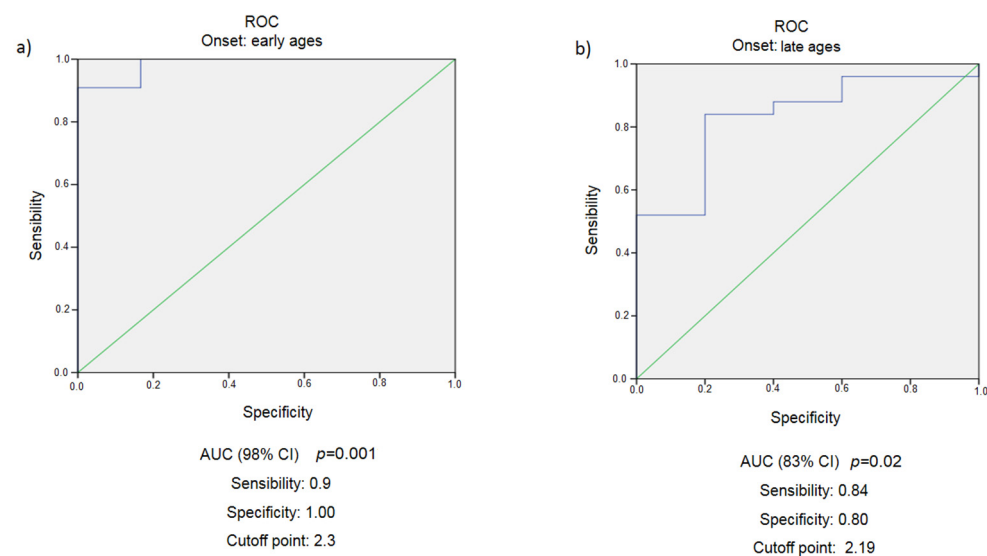 a)
ROC
Onset: early ages
1.0
0.8
0.6
0.4
0.2
0.0
Sensibility
0.0 0.2 0.4 0.6 0.8 1.0
Specificity
AUC (98% CI) p=0.001
Sensibility: 0.9
Specificity: 1.00
Cutoff point: 2.3
b)
ROC
Onset: late ages
1.0
0.8
0.6
0.4
0.2
0.0
Sensibility
0.0 0.2 0.4 0.6 0.8 1.0
Specificity
AUC (83% CI) p=0.02
Sensibility: 0.84
Specificity: 0.80
Cutoff point: 2.19